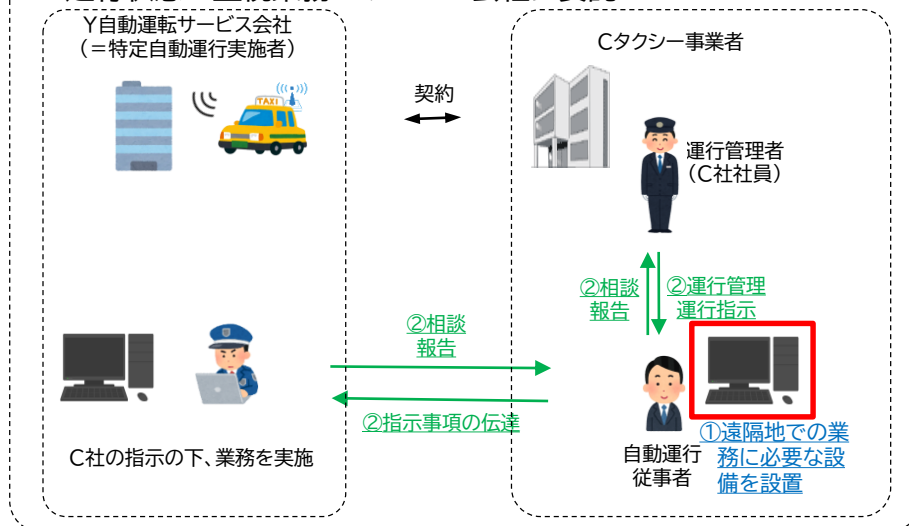 Y自動運転サービス会社
(=特定自動運行実施者)
Cタクシー事業者
契約
TAXI
運行管理者
(C社社員)
②相談
報告
②運行管理
運行指示
②相談
報告
②指示事項の伝達
C社の指示の下、業務を実施
自動運行
従事者
①遠隔地での業
務に必要な設
備を設置